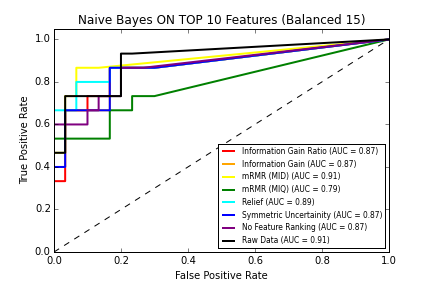 Naive Bayes ON TOP 10 Features (Balanced 15)
True Positive Rate
1.0
0.8
0.6
0.4
0.2
0.0
0.0 0.2 0.4 0.6 0.8 1.0
False Positive Rate
Information Gain Ratio (AUC = 0.87)
Information Gain (AUC = 0.87)
mRMR (MID) (AUC = 0.91)
mRMR (MIQ) (AUC = 0.79)
Relief (AUC = 0.89)
Symmetric Uncertainity (AUC = 0.87)
No Feature Ranking (AUC = 0.87)
Raw Data (AUC = 0.91)